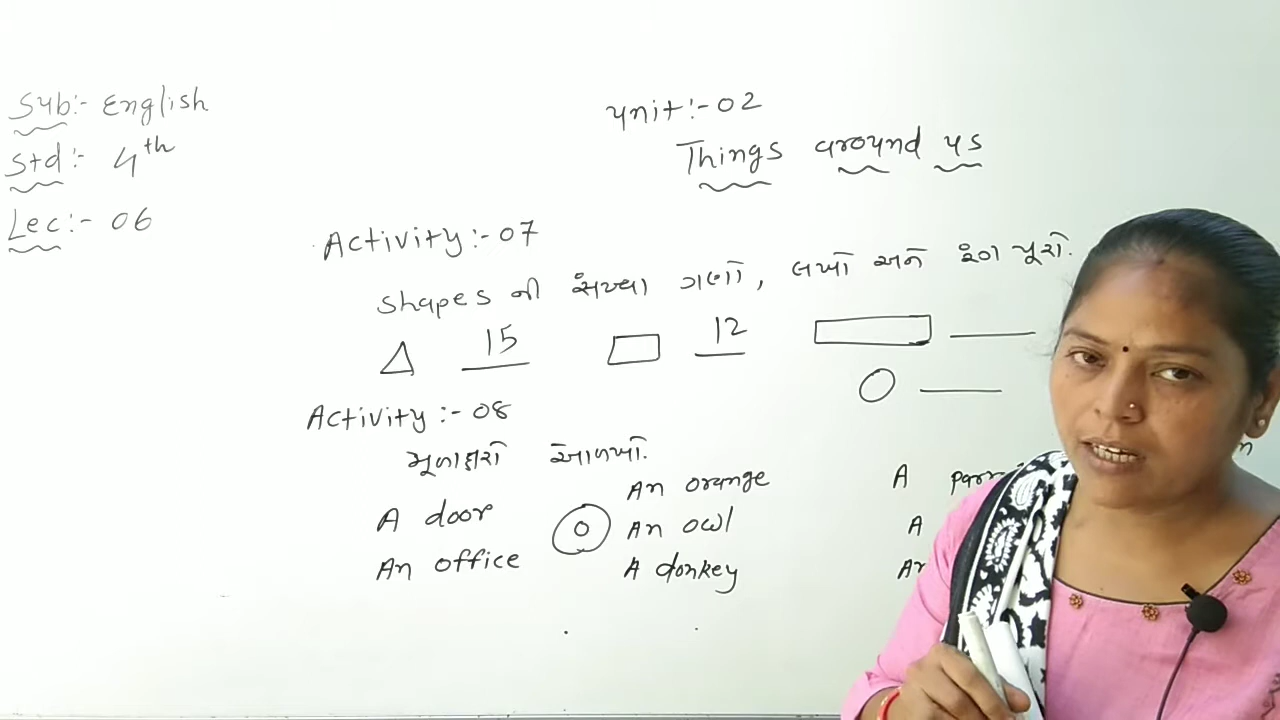 Sub:- English
Std:- 4th
Lec:- 06
Unit:- 02
Things around us
Activity:- 07
Shapes ની સંખ્યા ગણો, લખો અને રંગ પૂરો.
15 12
Activity:- 08
મૂળાક્ષરો ઓળખો.
A door
An office
O
An orange
An owl
A donkey
A
A